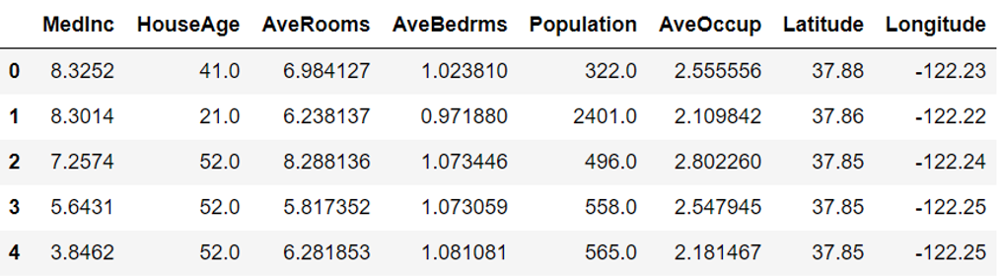 MedInc HouseAge AveRooms AveBedrms Population AveOccup Latitude Longitude
0 8.3252 41.0 6.984127 1.023810 322.0 2.555556 37.88 -122.23
1 8.3014 21.0 6.238137 0.971880 2401.0 2.109842 37.86 -122.22
2 7.2574 52.0 8.288136 1.073446 496.0 2.802260 37.85 -122.24
3 5.6431 52.0 5.817352 1.073059 558.0 2.547945 37.85 -122.25
4 3.8462 52.0 6.281853 1.081081 565.0 2.181467 37.85 -122.25